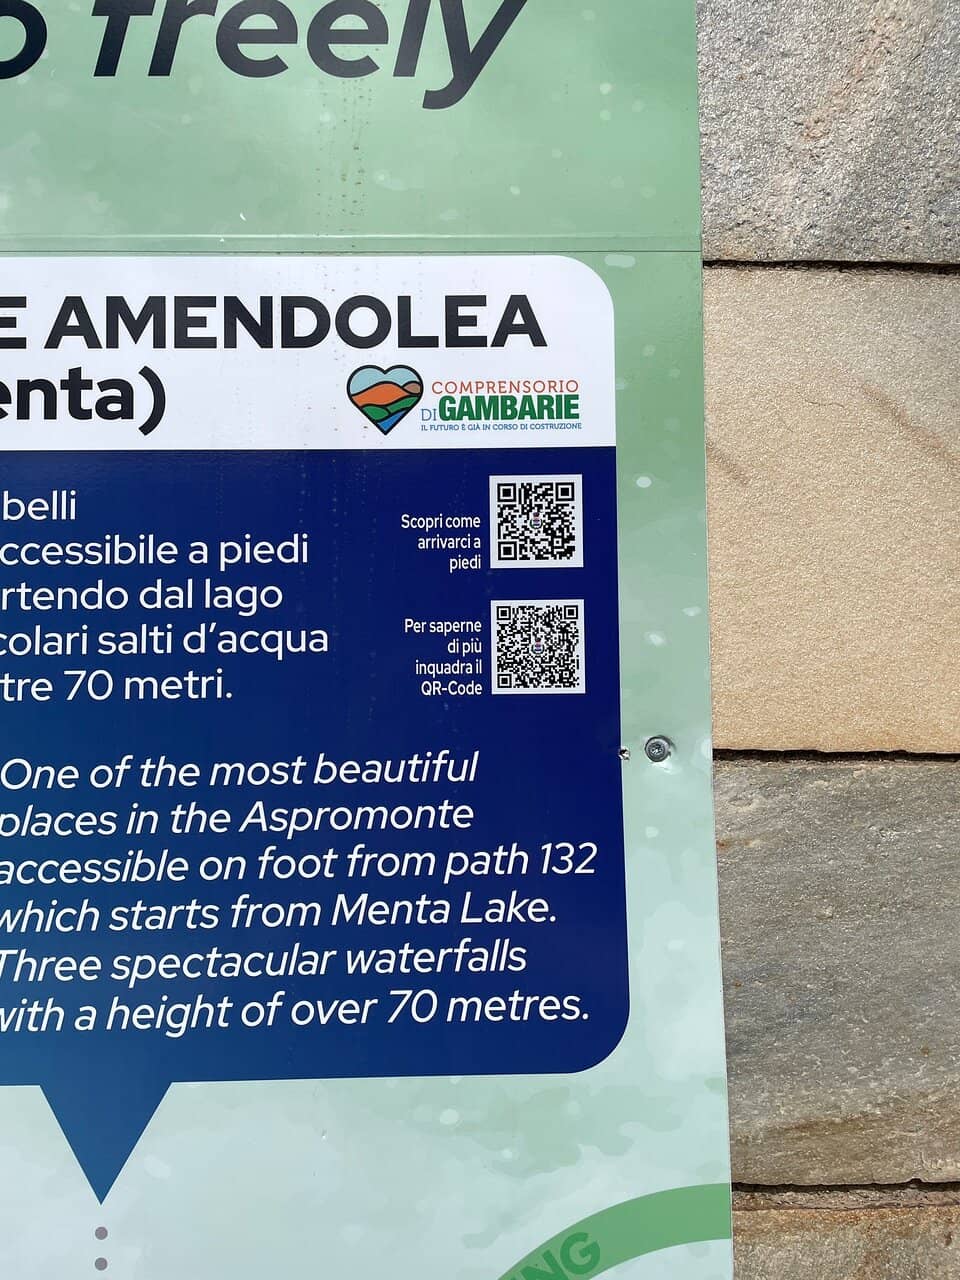 freely
E AMENDOLEA
enta)
COMPRENSORIO
DI GAMBARIE
IL FUTURO È GIÀ IN CORSO DI COSTRUZIONE
belli
ccessibile a piedi
rtendo dal lago
colari salti d'acqua
tre 70 metri.
Scopri come
arrivarci a
piedi
Per saperne
di più
inquadra il
QR-Code
One of the most beautiful
places in the Aspromonte
accessible on foot from path 132
which starts from Menta Lake.
Three spectacular waterfalls
with a height of over 70 metres.
NG